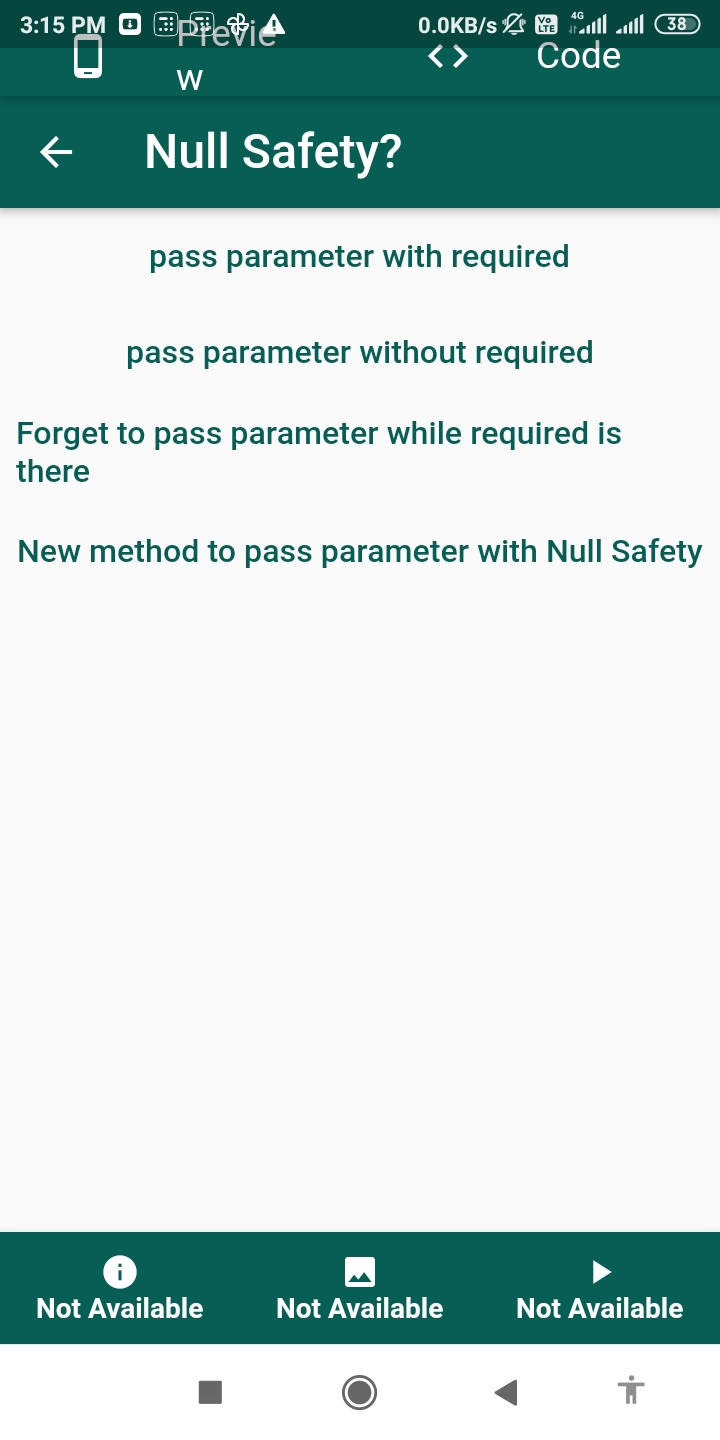 3:15 PM 0.0KB/s Vo LTE 4G 38
Previe
w
Code
Null Safety?
pass parameter with required
pass parameter without required
Forget to pass parameter while required is
there
New method to pass parameter with Null Safety
Not Available Not Available Not Available